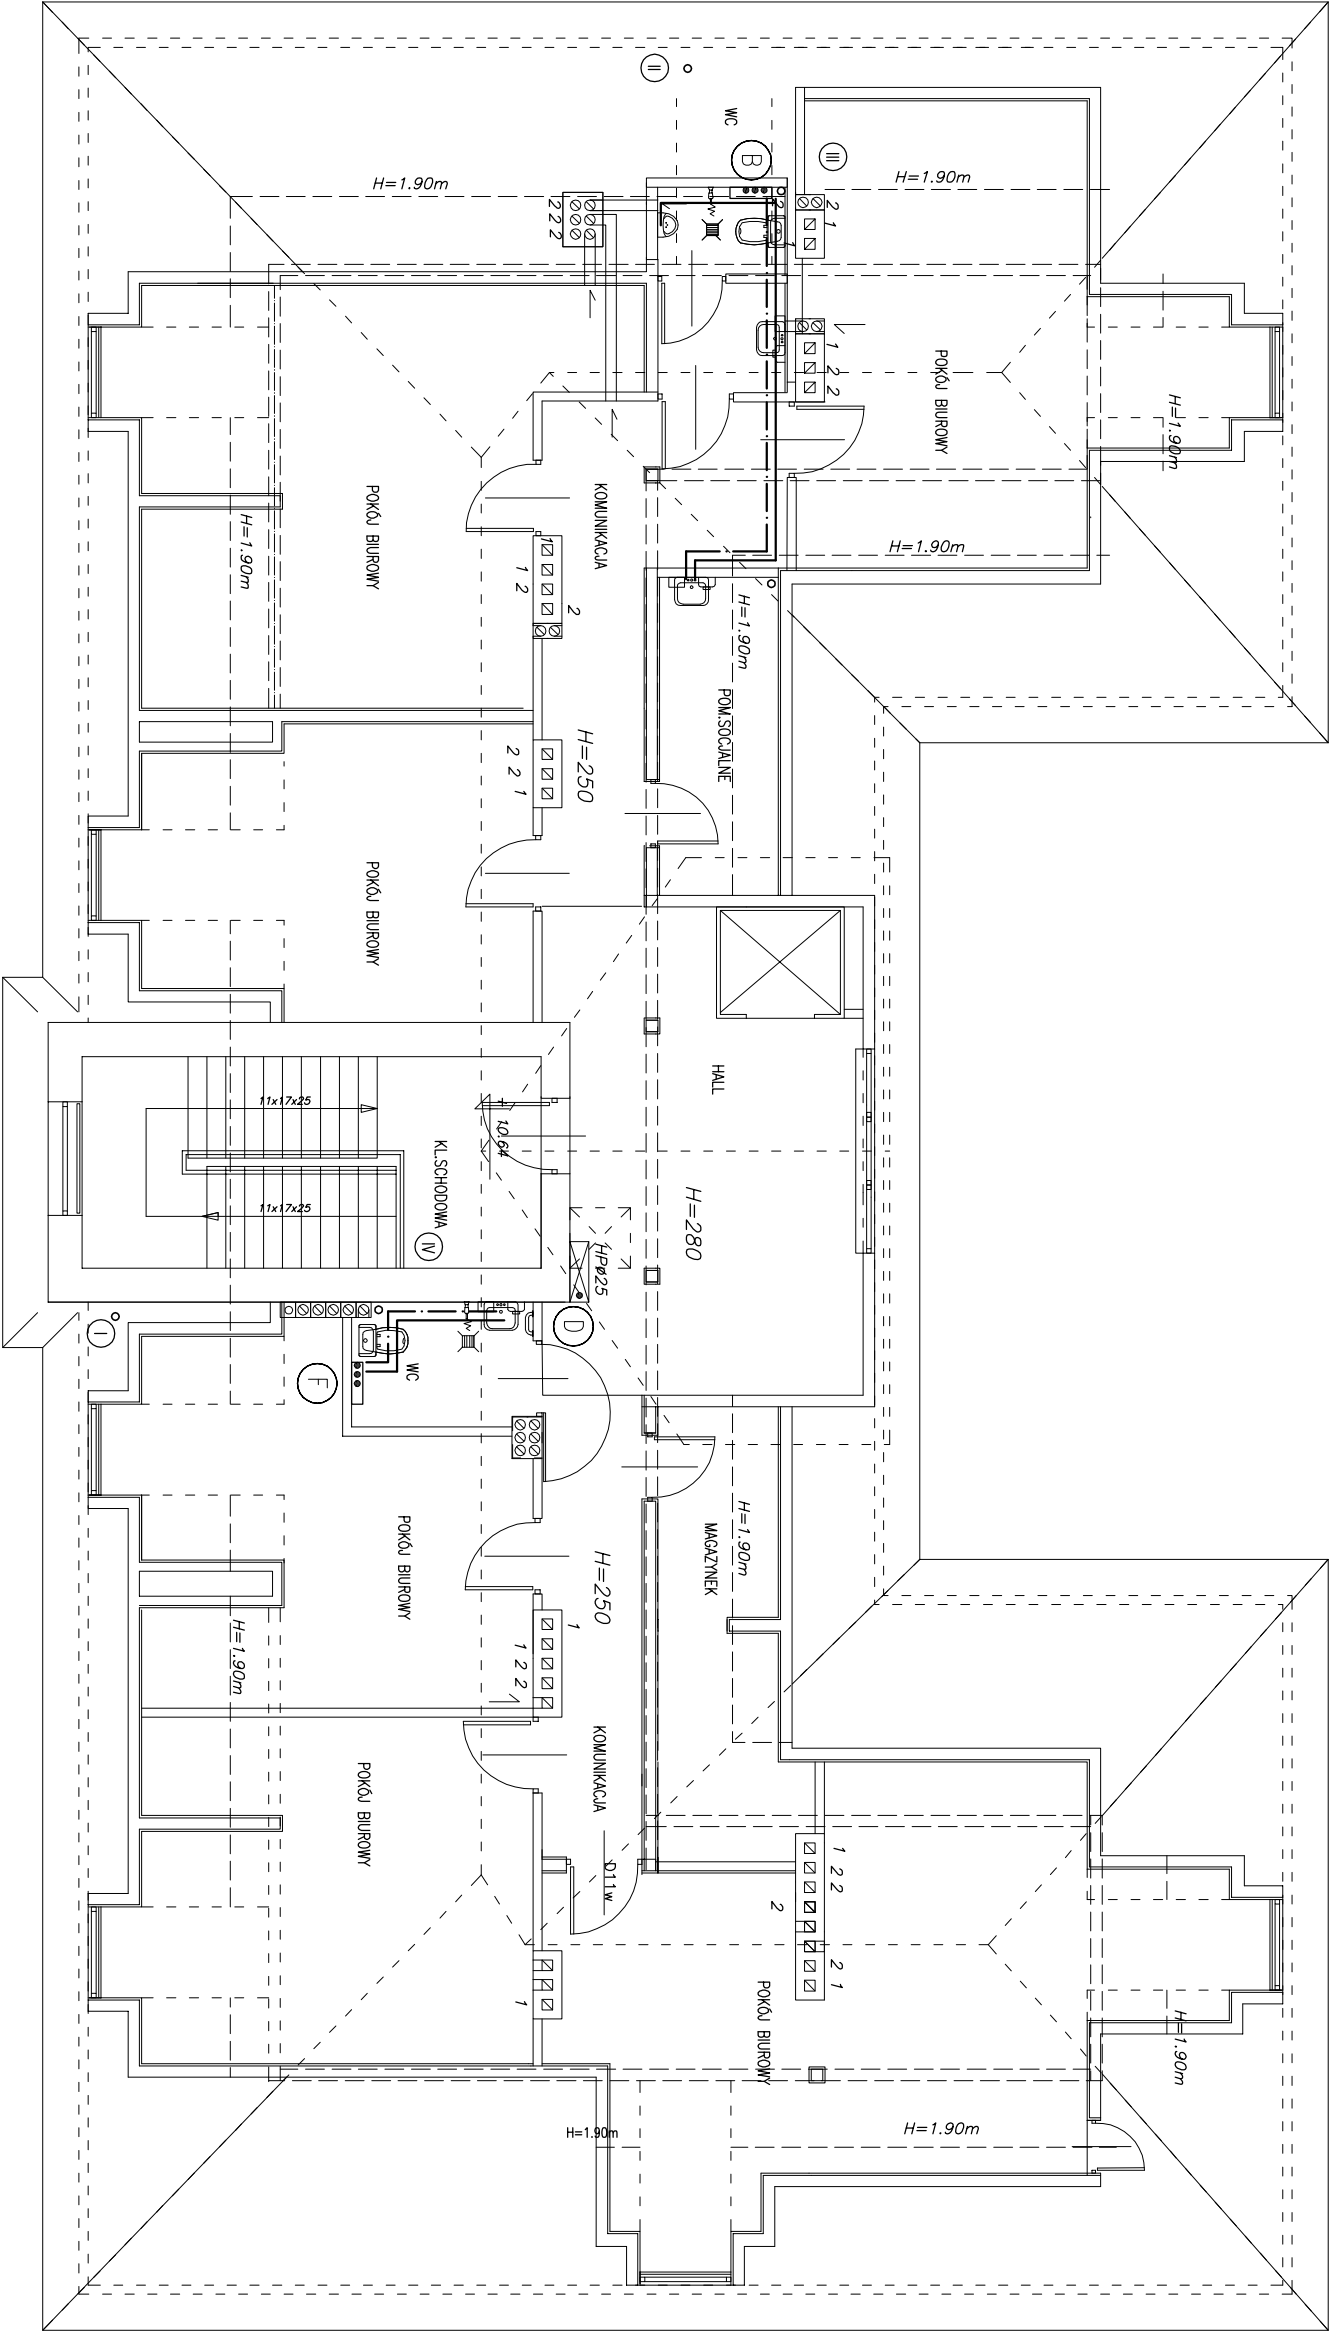 II
WC
B
III
H=1.90m
H=1.90m
2 2 2
2
1
2
1
1
2
2
POKÓJ BIUROWY
H=1.90m
H=1.90m
H=1.90m
POKÓJ BIUROWY
KOMUNIKACJA
1
1 2
2
H=1.90m
POM.SOCJALNE
H=250
2 2 1
POKÓJ BIUROWY
HALL
11x17x25
+ 10.64
KL.SCHODOWA
11x17x25
IV
H=280
HPø25
I
D
F
WC
POKÓJ BIUROWY
H=250
H=1.90m
MAGAZYNEK
H=1.90m
1
1 2 2
KOMUNIKACJA
POKÓJ BIUROWY
D11w
1
2 2
2
2
1
1
POKÓJ BIUROWY
H=1.90m
H=1.90m
H=1.90m